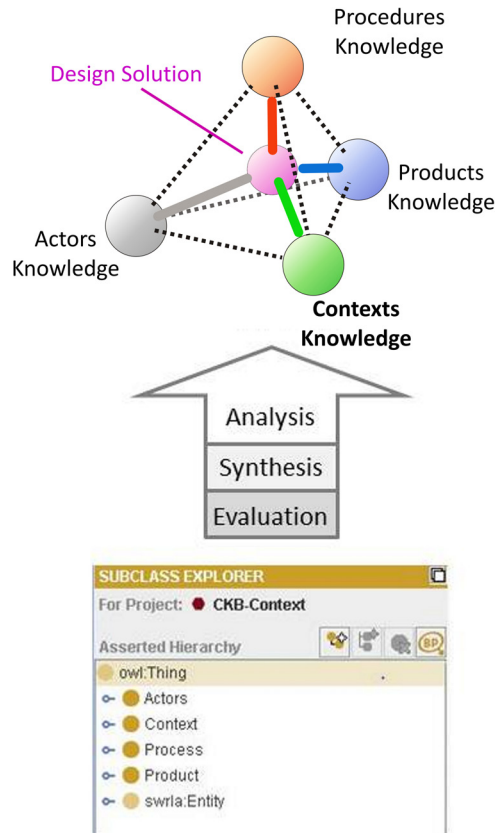 Procedures
Knowledge
Design Solution
Products
Knowledge
Actors
Knowledge
Contexts
Knowledge
Analysis
Synthesis
Evaluation
SUBCLASS EXPLORER
For Project: CKB-Context
Asserted Hierarchy
BP
owl:Thing
Actors
Context
Process
Product
swrla:Entity